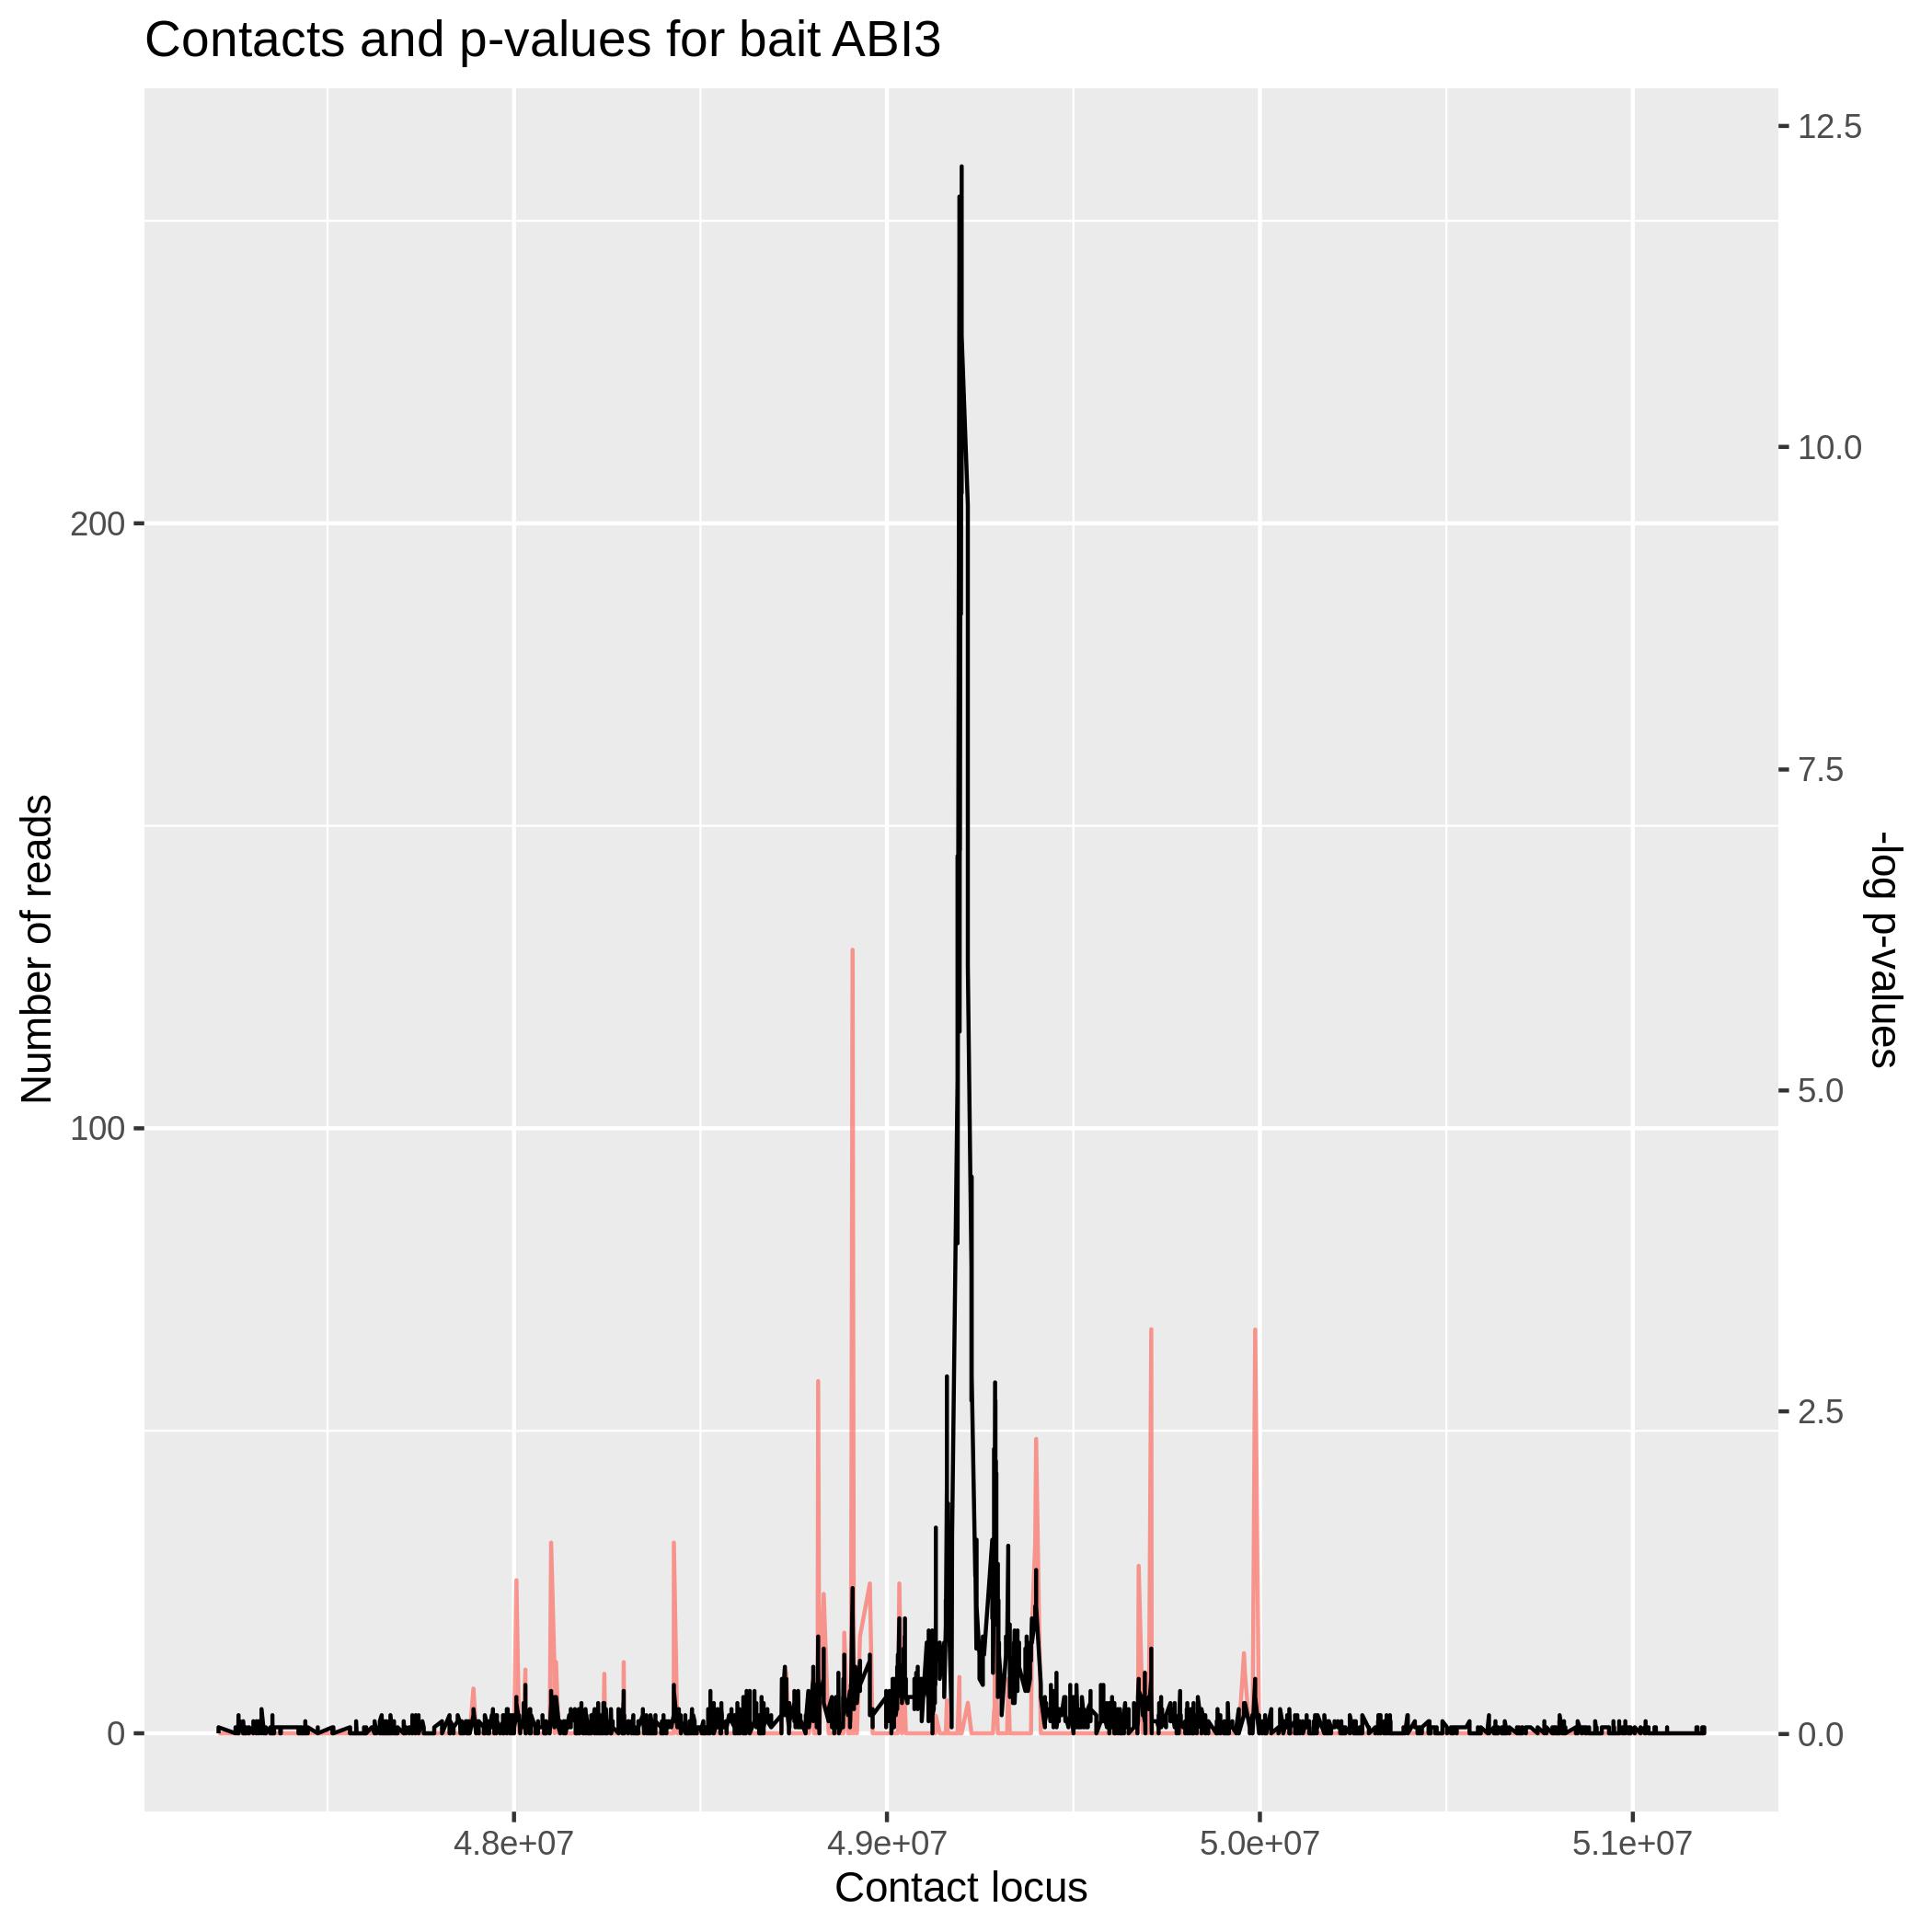 Contacts and p-values for bait ABI3
Number of reads
200
100
0
12.5
10.0
7.5
5.0
2.5
0.0
-log p-values
4.8e+07
4.9e+07
5.0e+07
5.1e+07
Contact locus